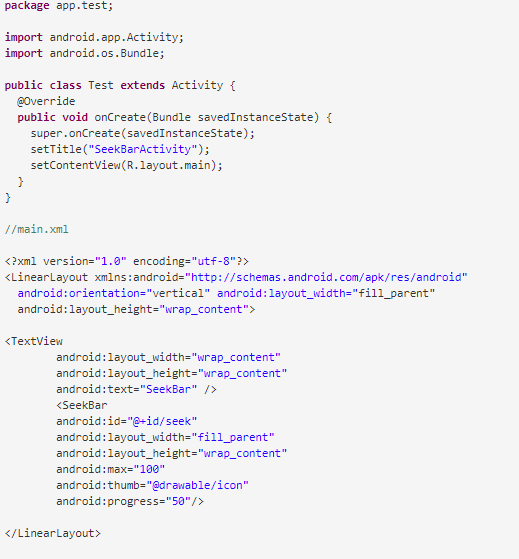 package app.test;
import android.app.Activity;
import android.os.Bundle;
public class Test extends Activity {
@Override
public void onCreate(Bundle savedInstanceState) {
super.onCreate(savedInstanceState);
setTitle("SeekBarActivity");
setContentView(R.layout.main);
}
}
//main.xml
<?xml version="1.0" encoding="utf-8"?>
<LinearLayout xmlns:android="http://schemas.android.com/apk/res/android"
android:orientation="vertical" android:layout_width="fill_parent"
android:layout_height="wrap_content">
<TextView
android:layout_width="wrap_content"
android:layout_height="wrap_content"
android:text="SeekBar" />
<SeekBar
android:id="@+id/seek"
android:layout_width="fill_parent"
android:layout_height="wrap_content"
android:max="100"
android:thumb="@drawable/icon"
android:progress="50"/>
</LinearLayout>